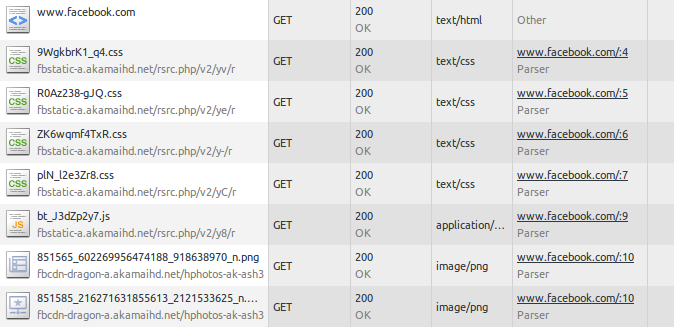 www.facebook.com GET 200 OK text/html Other
9WgkbrK1_q4.css
fbstatic-a.akamaihd.net/rsrc.php/v2/yv/r GET 200 OK text/css www.facebook.com/:4 Parser
R0Az238-gJQ.css
fbstatic-a.akamaihd.net/rsrc.php/v2/ye/r GET 200 OK text/css www.facebook.com/:5 Parser
ZK6wqmf4TxR.css
fbstatic-a.akamaihd.net/rsrc.php/v2/y-/r GET 200 OK text/css www.facebook.com/:6 Parser
plN_l2e3Zr8.css
fbstatic-a.akamaihd.net/rsrc.php/v2/yC/r GET 200 OK text/css www.facebook.com/:7 Parser
bt_J3dZp2y7.js
fbstatic-a.akamaihd.net/rsrc.php/v2/y8/r GET 200 OK application/... www.facebook.com/:9 Parser
851565_602269956474188_918638970_n.png
fbcdn-dragon-a.akamaihd.net/hphotos-ak-ash3 GET 200 OK image/png www.facebook.com/:10 Parser
851585_216271631855613_2121533625_n....
fbcdn-dragon-a.akamaihd.net/hphotos-ak-ash3 GET 200 OK image/png www.facebook.com/:10 Parser